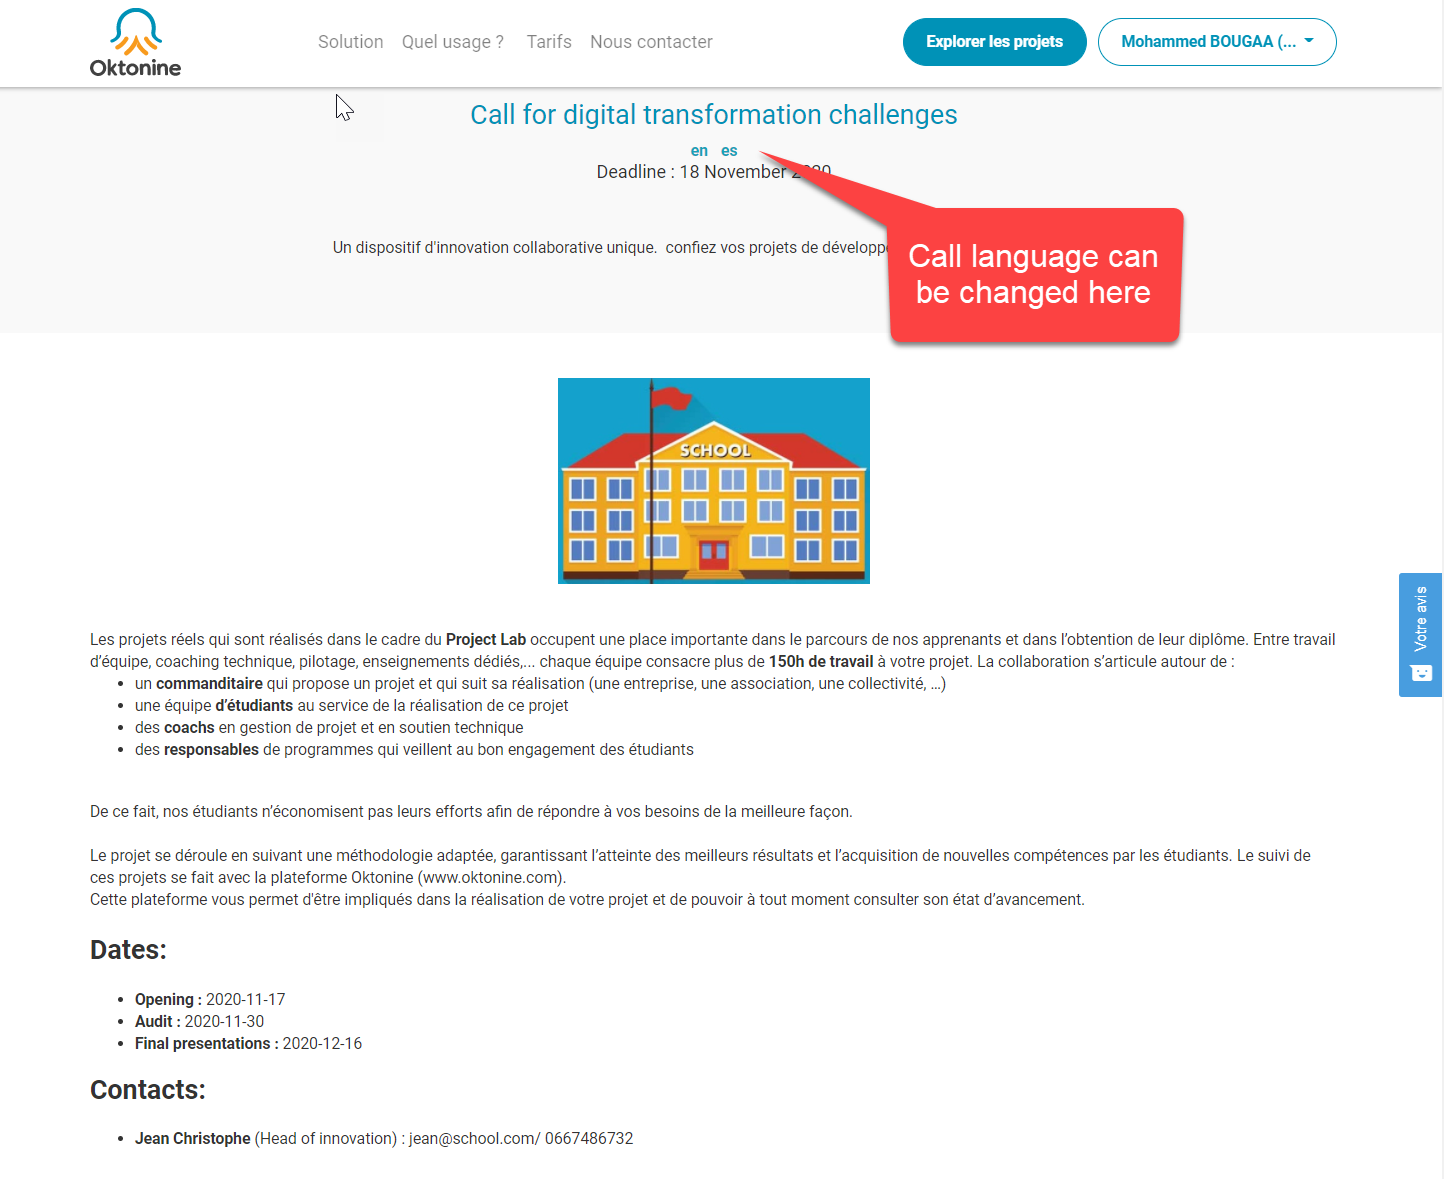 Oktonine
Solution Quel usage ? Tarifs Nous contacter
Explorer les projets
Mohammed BOUGAA (...
Call for digital transformation challenges
en es
Deadline : 18 November 2020
Call language can
be changed here
Un dispositif d'innovation collaborative unique. confiez vos projets de
SCHOOL
Votre avis
Les projets réels qui sont réalisés dans le cadre du Project Lab occupent une place importante dans le parcours de nos apprenants et dans l’obtention de leur diplôme. Entre travail
d’équipe, coaching technique, pilotage, enseignements dédiés,... chaque équipe consacre plus de 150h de travail à votre projet. La collaboration s’articule autour de :
• un commanditaire qui propose un projet et qui suit sa réalisation (une entreprise, une association, une collectivité, …)
• une équipe d’étudiants au service de la réalisation de ce projet
• des coachs en gestion de projet et en soutien technique
• des responsables de programmes qui veillent au bon engagement des étudiants
De ce fait, nos étudiants n’économisent pas leurs efforts afin de répondre à vos besoins de la meilleure façon.
Le projet se déroule en suivant une méthodologie adaptée, garantissant l’atteinte des meilleurs résultats et l’acquisition de nouvelles compétences par les étudiants. Le suivi de
ces projets se fait avec la plateforme Oktonine (www.oktonine.com).
Cette plateforme vous permet d'être impliqués dans la réalisation de votre projet et de pouvoir à tout moment consulter son état d’avancement.
Dates:
• Opening : 2020-11-17
• Audit : 2020-11-30
• Final presentations : 2020-12-16
Contacts:
• Jean Christophe (Head of innovation) : jean@school.com/ 0667486732